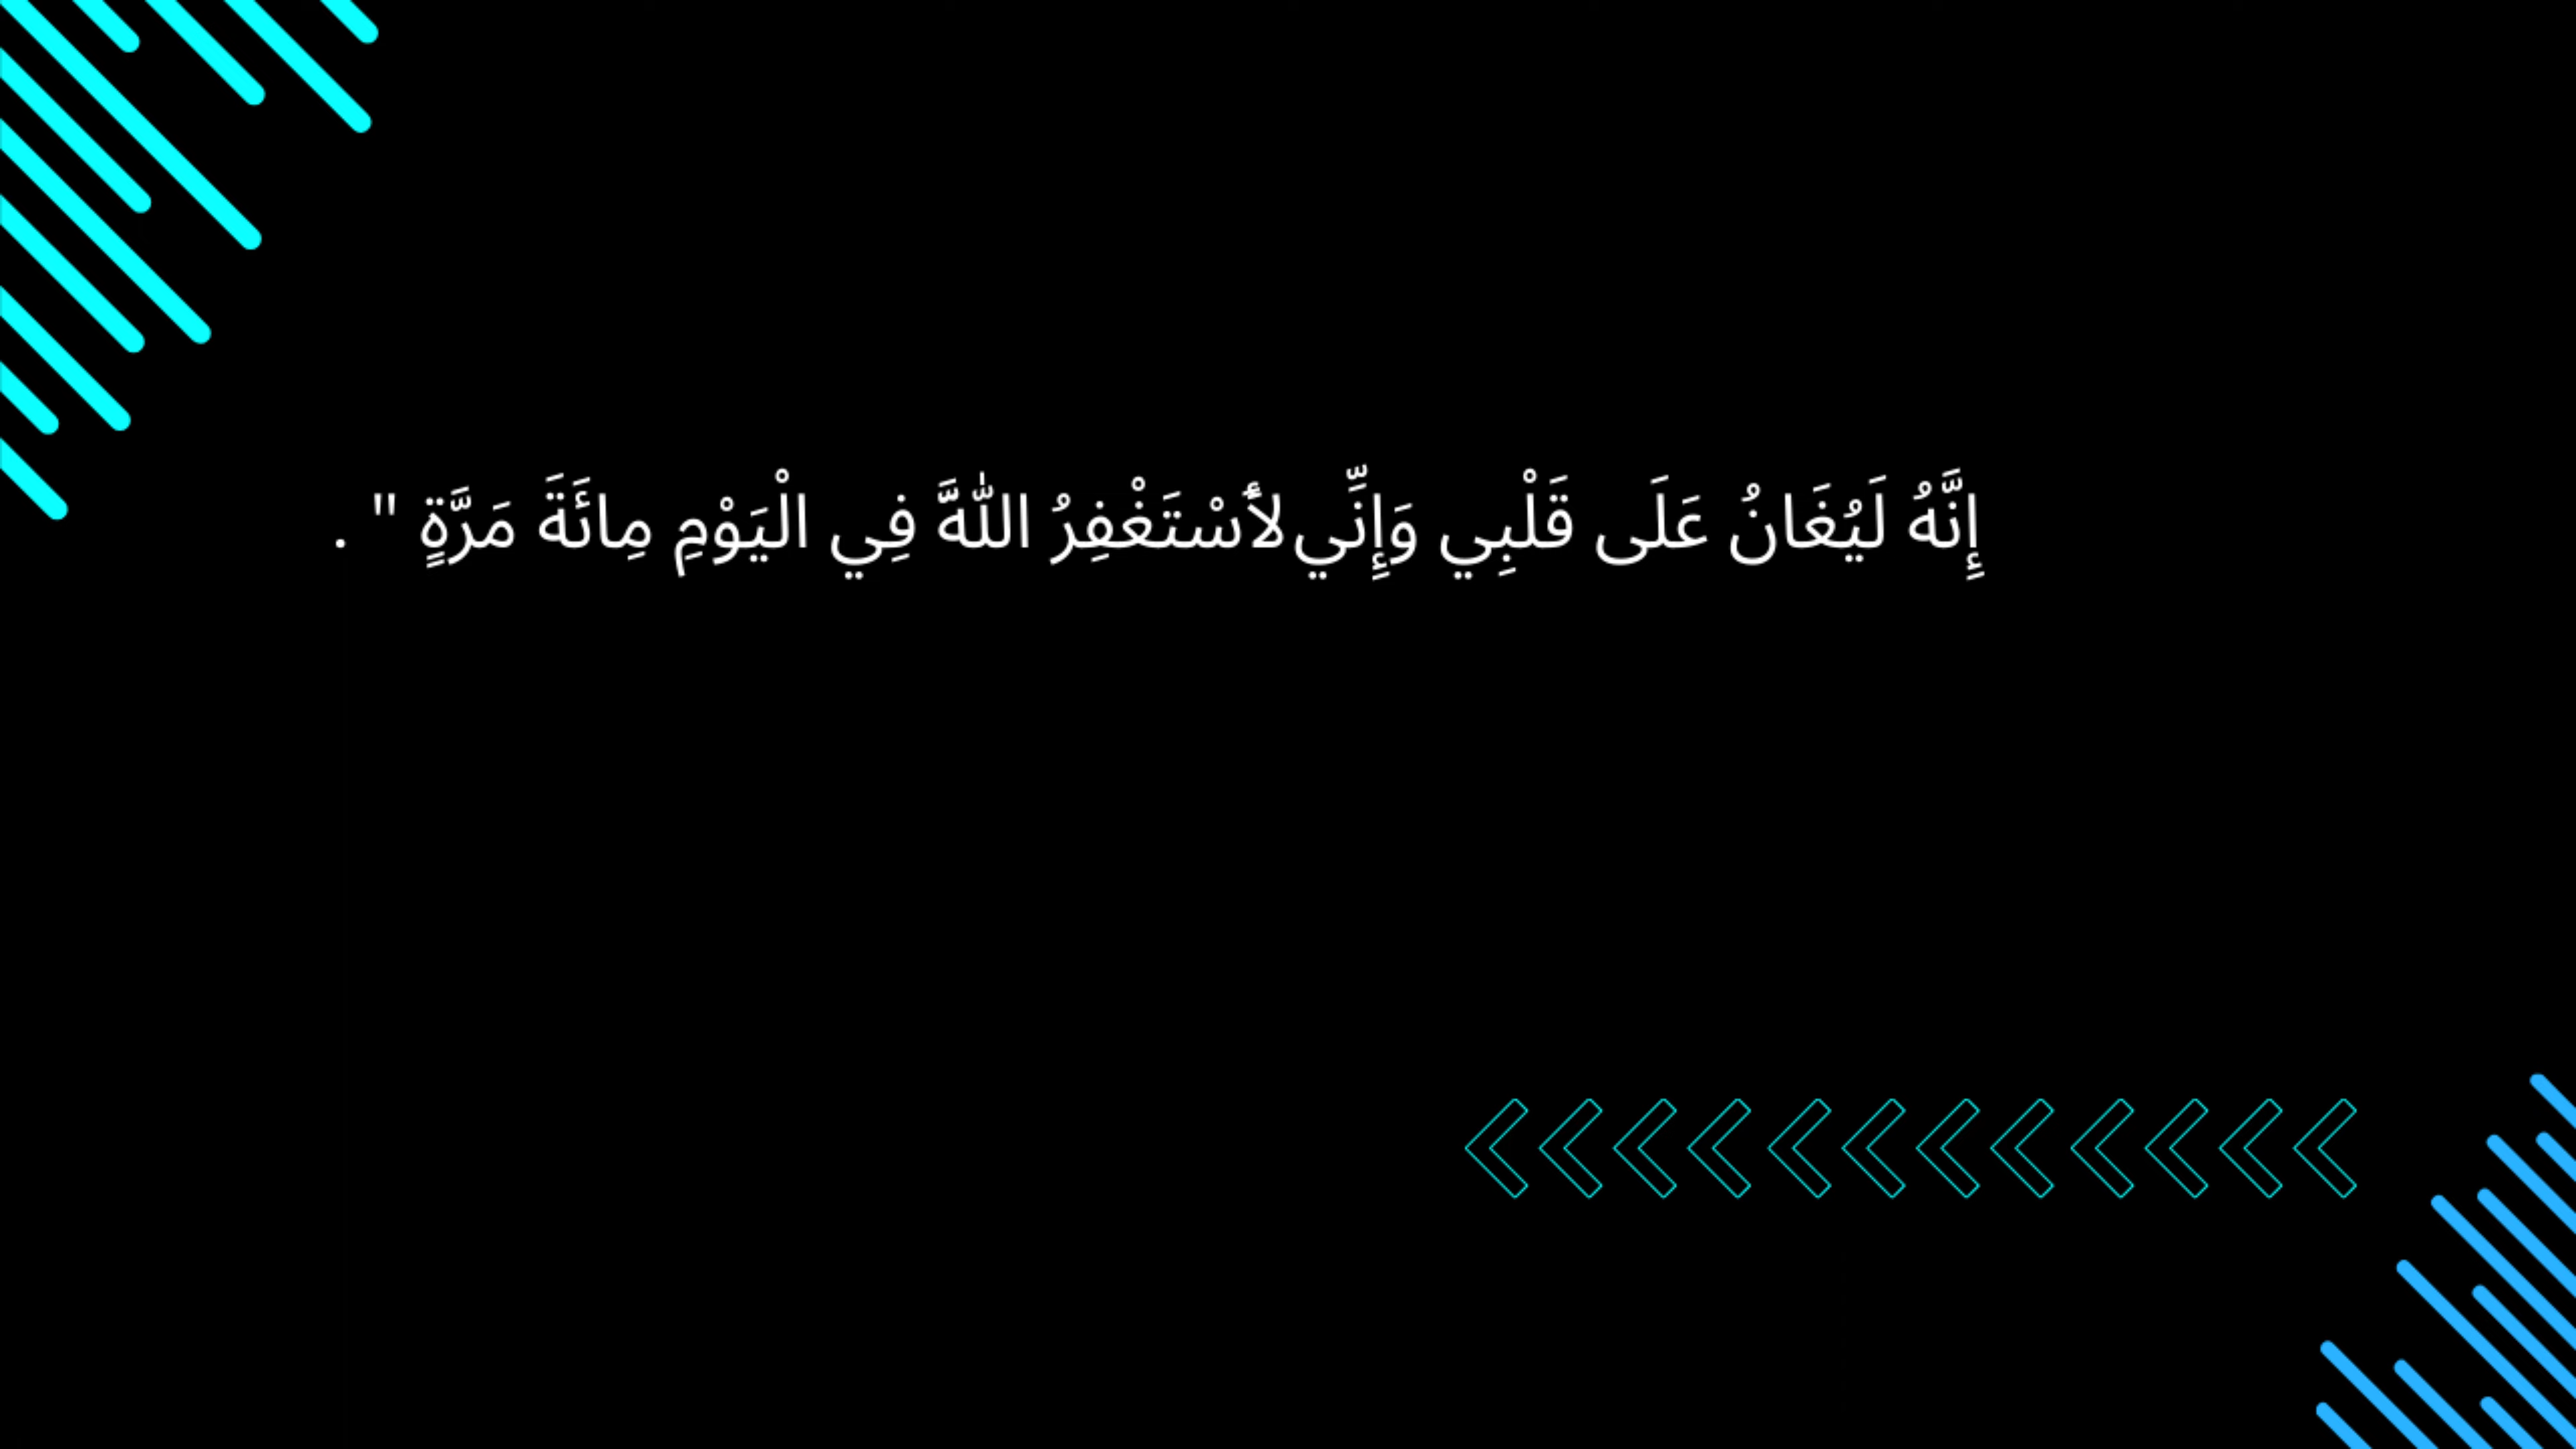 إِنَّهُ لَيُغَانُ عَلَى قَلْبِي وَإِنِّي لأَسْتَغْفِرُ اللَّهَ فِي الْيَوْمِ مِائَةَ مَرَّةٍ " .